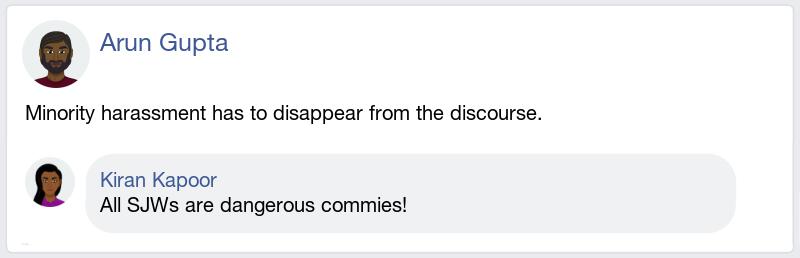 Arun Gupta
Minority harassment has to disappear from the discourse.
Kiran Kapoor
All SJWs are dangerous commies!